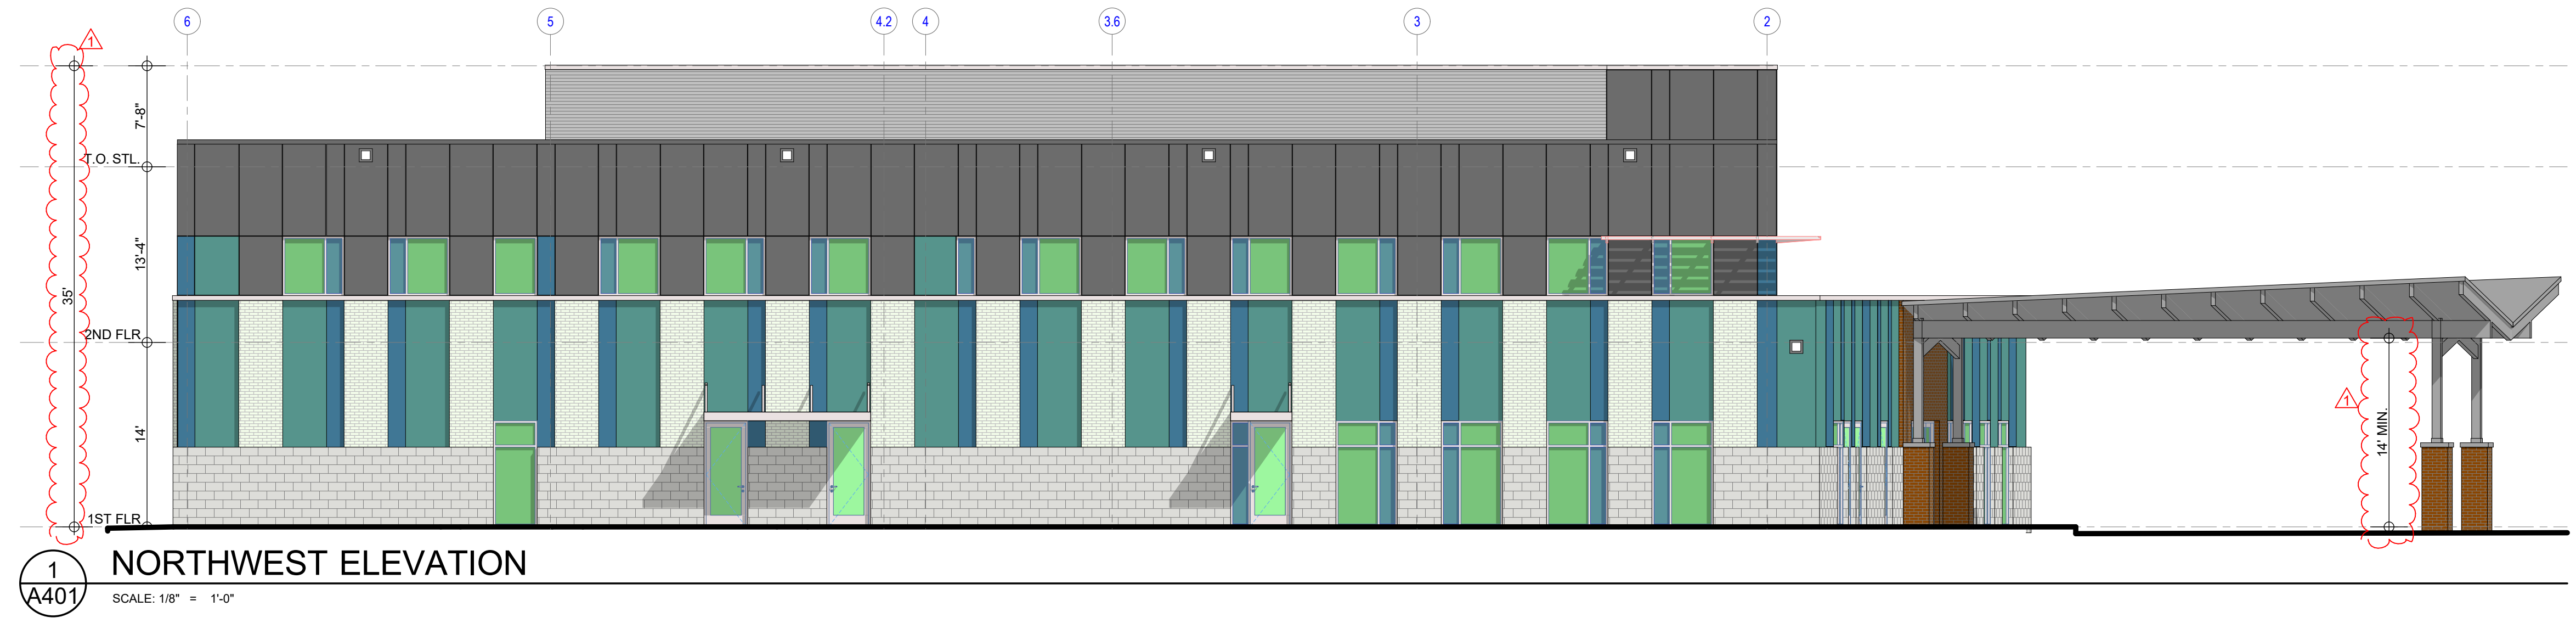 6 5 4.2 4 3.6 3 2
1
7'-8"
T.O. STL.
13'-4"
35'
2ND FLR
14'
1ST FLR
1
14' MIN.
1
A401
NORTHWEST ELEVATION
SCALE: 1/8" = 1'-0"